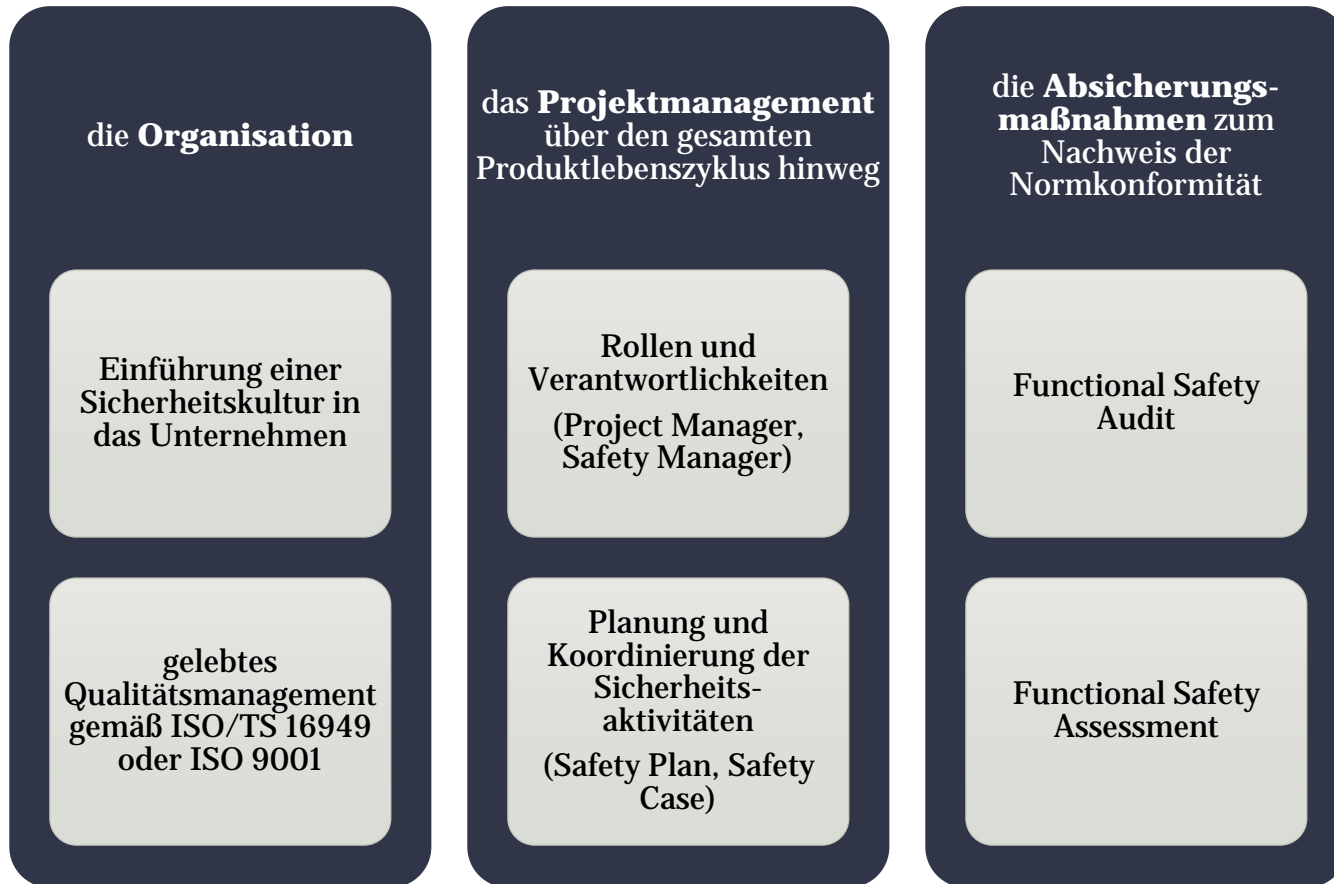 die Organisation
Einführung einer
Sicherheitskultur in
das Unternehmen
gelebtes
Qualitätsmanagement
gemäß ISO/TS 16949
oder ISO 9001
das Projektmanagement
über den gesamten
Produktlebenszyklus hinweg
Rollen und
Verantwortlichkeiten
(Project Manager,
Safety Manager)
Planung und
Koordinierung der
Sicherheits-
aktivitäten
(Safety Plan, Safety
Case)
die Absicherungs-
maßnahmen zum
Nachweis der
Normkonformität
Functional Safety
Audit
Functional Safety
Assessment